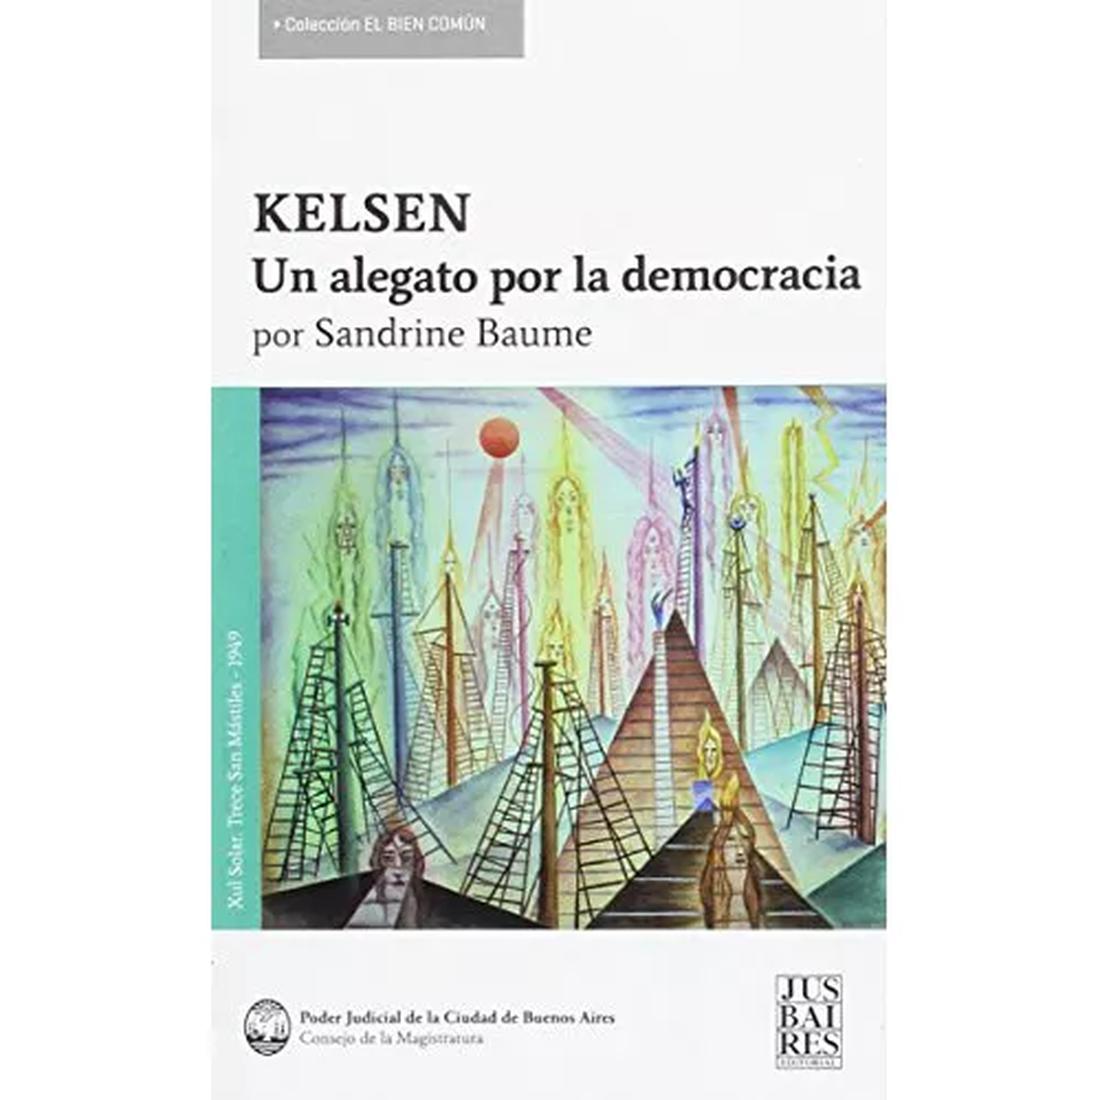 Colección EL BIEN COMÚN
KELSEN
Un alegato por la democracia
por Sandrine Baume
Xul Solar. Trece San Mástiles - 1949
Poder Judicial de la Ciudad de Buenos Aires
Consejo de la Magistratura
JUS
BAI
RES
EDITORIAL